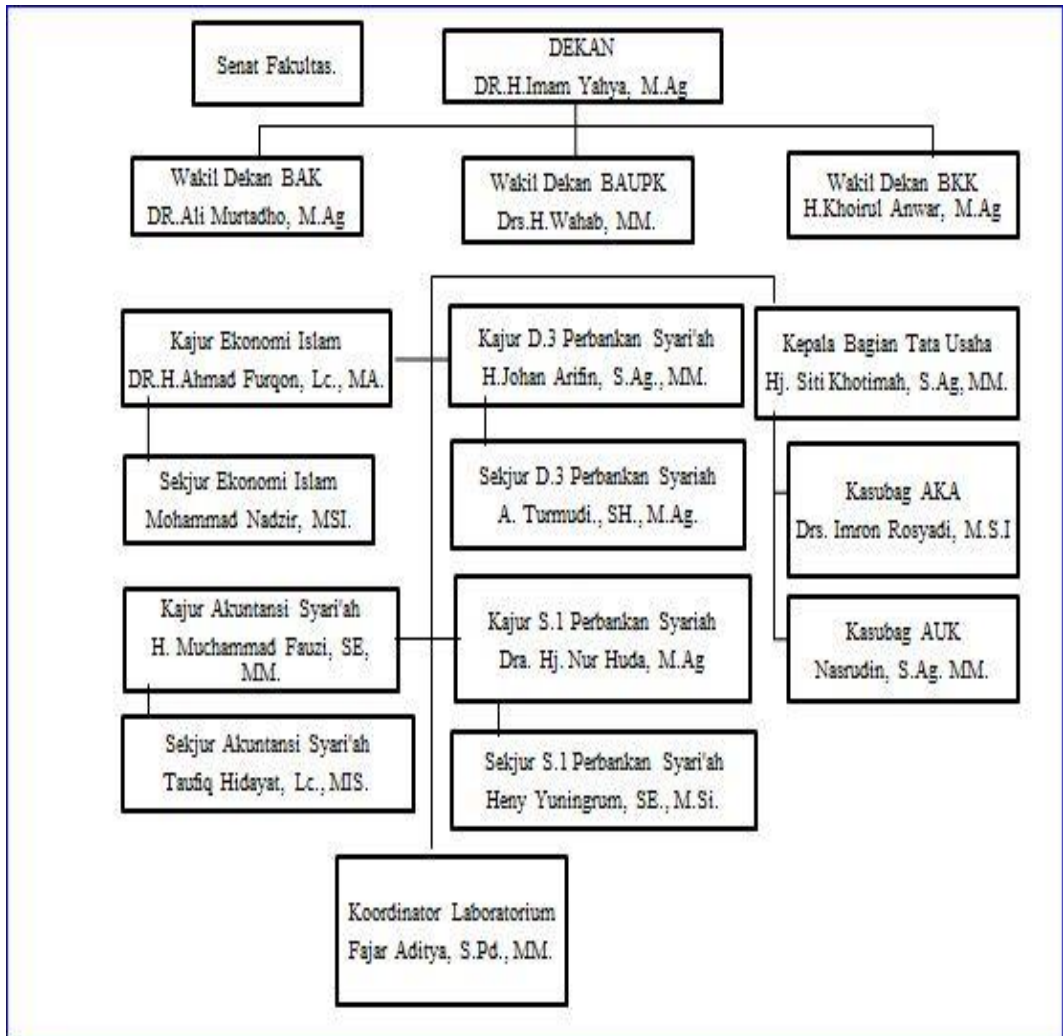 Senat Fakultas.
DEKAN
DR.H.Imam Yahya, M.Ag
Wakil Dekan BAK
DR.Ali Murtadho, M.Ag
Wakil Dekan BAUPK
Drs.H.Wahab, MM.
Wakil Dekan BKK
H.Khoirul Anwar, M.Ag
Kajur Ekonomi Islam
DR.H.Ahmad Furqon, Lc., MA.
Kajur D.3 Perbankan Syari'ah
H.Johan Arifin, S.Ag., MM.
Kepala Bagian Tata Usaha
Hj. Siti Khotimah, S.Ag, MM.
Sekjur Ekonomi Islam
Mohammad Nadzir, MSI.
Sekjur D.3 Perbankan Syariah
A. Turmudi., SH., M.Ag.
Kasubag AKA
Drs. Imron Rosyadi, M.S.I
Kajur Akuntansi Syari'ah
H. Muchammad Fauzi, SE,
MM.
Kajur S.1 Perbankan Syariah
Dra. Hj. Nur Huda, M.Ag
Kasubag AUK
Nasrudin, S.Ag. MM.
Sekjur Akuntansi Syari'ah
Taufiq Hidayat, Lc., MIS.
Sekjur S.1 Perbankan Syari'ah
Heny Yuningrum, SE., M.Si.
Koordinator Laboratorium
Fajar Aditya, S.Pd., MM.